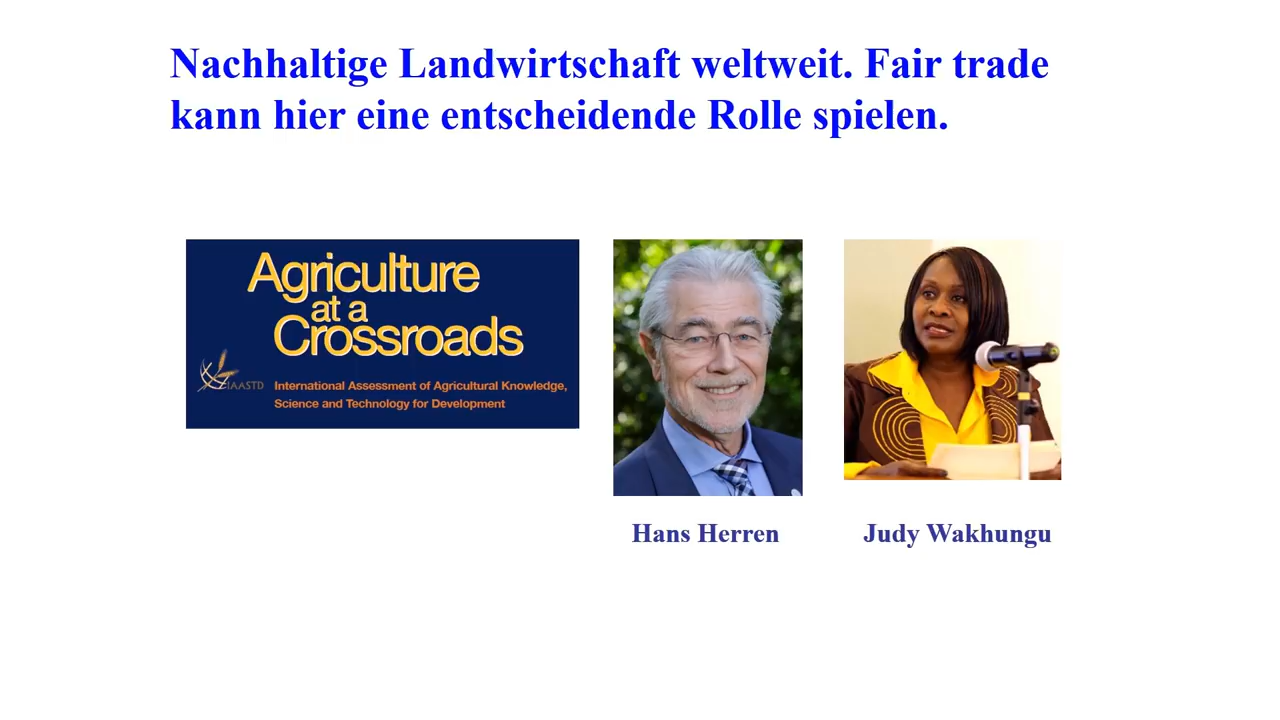 Nachhaltige Landwirtschaft weltweit. Fair trade
kann hier eine entscheidende Rolle spielen.
Agriculture
at a
Crossroads
IAASTD
International Assessment of Agricultural Knowledge,
Science and Technology for Development
Hans Herren
Judy Wakhungu